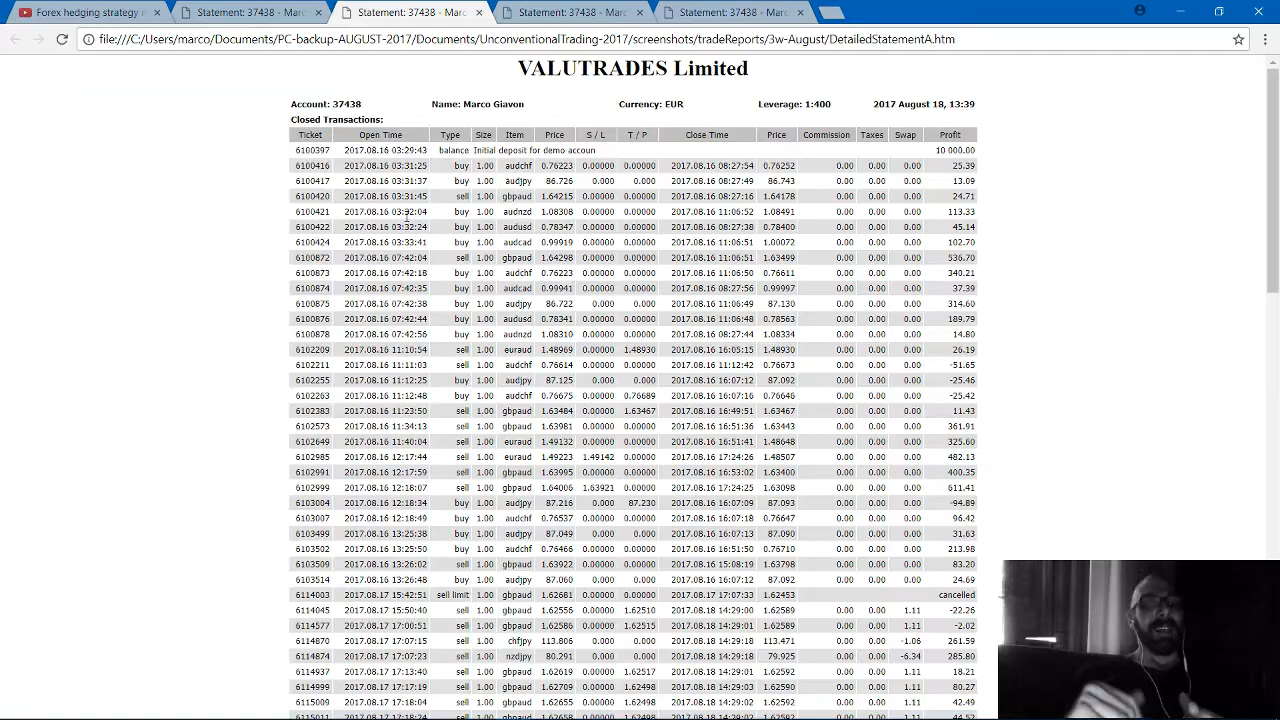 Forex hedging strategy in
Statement: 37438 - Marc
Statement: 37438 - Marc
Statement: 37438 - Marc
Statement: 37438 - Marc
file:///C:/Users/marco/Documents/PC-backup-AUGUST-2017/Documents/UnconventionalTrading-2017/screenshots/tradeReports/3w-August/DetailedStatementA.htm
VALUTRADES Limited
Account: 37438 Name: Marco Giavon Currency: EUR Leverage: 1:400 2017 August 18, 13:39
Closed Transactions:
Ticket Open Time Type Size Item Price S / L T / P Close Time Price Commission Taxes Swap Profit
6100397 2017.08.16 03:29:43 balance Initial deposit for demo accoun 10 000.00
6100416 2017.08.16 03:31:25 buy 1.00 audchf 0.76223 0.00000 0.00000 2017.08.16 08:27:54 0.76252 0.00 0.00 0.00 25.39
6100417 2017.08.16 03:31:37 buy 1.00 audjpy 86.726 0.000 0.000 2017.08.16 08:27:49 86.743 0.00 0.00 0.00 13.09
6100420 2017.08.16 03:31:45 sell 1.00 gbpaud 1.64215 0.00000 0.00000 2017.08.16 08:27:16 1.64178 0.00 0.00 0.00 24.71
6100421 2017.08.16 03:32:04 buy 1.00 audnzd 1.08308 0.00000 0.00000 2017.08.16 11:06:52 1.08491 0.00 0.00 0.00 113.33
6100422 2017.08.16 03:32:24 buy 1.00 audusd 0.78347 0.00000 0.00000 2017.08.16 08:27:38 0.78400 0.00 0.00 0.00 45.14
6100424 2017.08.16 03:33:41 buy 1.00 audcad 0.99919 0.00000 0.00000 2017.08.16 11:06:51 1.00072 0.00 0.00 0.00 102.70
6100872 2017.08.16 07:42:04 sell 1.00 gbpaud 1.64298 0.00000 0.00000 2017.08.16 11:06:51 1.63499 0.00 0.00 0.00 536.70
6100873 2017.08.16 07:42:18 buy 1.00 audchf 0.76223 0.00000 0.00000 2017.08.16 11:06:50 0.76611 0.00 0.00 0.00 340.21
6100874 2017.08.16 07:42:35 buy 1.00 audcad 0.99941 0.00000 0.00000 2017.08.16 08:27:56 0.99997 0.00 0.00 0.00 37.39
6100875 2017.08.16 07:42:38 buy 1.00 audjpy 86.722 0.000 0.000 2017.08.16 11:06:49 87.130 0.00 0.00 0.00 314.60
6100876 2017.08.16 07:42:44 buy 1.00 audusd 0.78341 0.00000 0.00000 2017.08.16 11:06:48 0.78563 0.00 0.00 0.00 189.79
6100878 2017.08.16 07:42:56 buy 1.00 audnzd 1.08310 0.00000 0.00000 2017.08.16 08:27:44 1.08334 0.00 0.00 0.00 14.80
6102209 2017.08.16 11:10:54 sell 1.00 euraud 1.48969 0.00000 1.48930 2017.08.16 16:05:15 1.48930 0.00 0.00 0.00 26.19
6102211 2017.08.16 11:11:03 sell 1.00 audchf 0.76614 0.00000 0.00000 2017.08.16 11:12:42 0.76673 0.00 0.00 0.00 -51.65
6102255 2017.08.16 11:12:25 buy 1.00 audjpy 87.125 0.000 0.000 2017.08.16 16:07:12 87.092 0.00 0.00 0.00 -25.46
6102263 2017.08.16 11:12:48 buy 1.00 audchf 0.76675 0.00000 0.76689 2017.08.16 16:07:16 0.76646 0.00 0.00 0.00 -25.42
6102383 2017.08.16 11:23:50 sell 1.00 gbpaud 1.63484 0.00000 1.63467 2017.08.16 16:49:51 1.63467 0.00 0.00 0.00 11.43
6102573 2017.08.16 11:34:13 sell 1.00 gbpaud 1.63981 0.00000 0.00000 2017.08.16 16:51:36 1.63443 0.00 0.00 0.00 361.91
6102649 2017.08.16 11:40:04 sell 1.00 euraud 1.49132 0.00000 0.00000 2017.08.16 16:51:41 1.48648 0.00 0.00 0.00 325.60
6102985 2017.08.16 12:17:44 sell 1.00 euraud 1.49223 1.49142 0.00000 2017.08.16 17:24:26 1.48507 0.00 0.00 0.00 482.13
6102991 2017.08.16 12:17:59 sell 1.00 gbpaud 1.63995 0.00000 0.00000 2017.08.16 16:53:02 1.63400 0.00 0.00 0.00 400.35
6102999 2017.08.16 12:18:07 sell 1.00 gbpaud 1.64006 1.63921 0.00000 2017.08.16 17:24:25 1.63098 0.00 0.00 0.00 611.41
6103004 2017.08.16 12:18:34 buy 1.00 audjpy 87.216 0.000 87.230 2017.08.16 16:07:09 87.093 0.00 0.00 0.00 -94.89
6103007 2017.08.16 12:18:49 buy 1.00 audchf 0.76537 0.00000 0.00000 2017.08.16 16:07:18 0.76647 0.00 0.00 0.00 96.42
6103499 2017.08.16 13:25:38 buy 1.00 audjpy 87.049 0.000 0.000 2017.08.16 16:07:13 87.090 0.00 0.00 0.00 31.63
6103502 2017.08.16 13:25:50 buy 1.00 audchf 0.76466 0.00000 0.00000 2017.08.16 16:51:50 0.76710 0.00 0.00 0.00 213.98
6103509 2017.08.16 13:26:02 sell 1.00 gbpaud 1.63922 0.00000 0.00000 2017.08.16 15:08:19 1.63798 0.00 0.00 0.00 83.20
6103514 2017.08.16 13:26:48 buy 1.00 audjpy 87.060 0.000 0.000 2017.08.16 16:07:12 87.092 0.00 0.00 0.00 24.69
6114003 2017.08.17 15:42:51 sell limit 1.00 gbpaud 1.62681 0.00000 0.00000 2017.08.17 17:07:33 1.62453 cancelled
6114045 2017.08.17 15:50:40 sell 1.00 gbpaud 1.62556 0.00000 1.62510 2017.08.18 14:29:00 1.62589 0.00 0.00 1.11 -22.26
6114577 2017.08.17 17:00:51 sell 1.00 gbpaud 1.62586 0.00000 1.62515 2017.08.18 14:29:01 1.62589 0.00 0.00 1.11 -2.02
6114870 2017.08.17 17:07:15 sell 1.00 chfjpy 113.806 0.000 0.000 2017.08.18 14:29:18 113.471 0.00 0.00 -1.06 261.59
6114874 2017.08.17 17:07:23 sell 1.00 nzdjpy 80.291 0.000 0.000 2017.08.18 14:29:18 79.925 0.00 0.00 -6.34 285.80
6114937 2017.08.17 17:13:40 sell 1.00 gbpaud 1.62619 0.00000 1.62517 2017.08.18 14:29:01 1.62592 0.00 0.00 1.11 18.21
6114999 2017.08.17 17:17:19 sell 1.00 gbpaud 1.62709 0.00000 1.62498 2017.08.18 14:29:03 1.62590 0.00 0.00 1.11 80.27
6115009 2017.08.17 17:18:04 sell 1.00 gbpaud 1.62655 0.00000 1.62498 2017.08.18 14:29:02 1.62592 0.00 0.00 1.11 42.49
6115011 2017.08.17 17:18:24 sell 1.00 gbpaud 1.62658 0.00000 1.62498 2017.08.18 14:29:02 1.62592 0.00 0.00 1.11 44.52